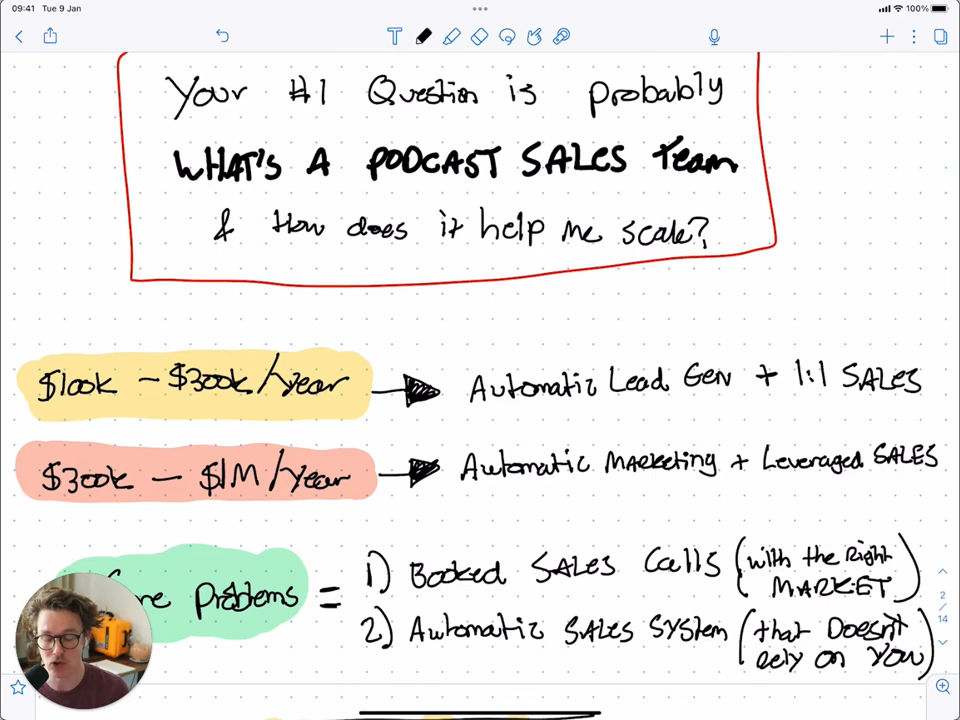 09:41 Tue 9 Jan
100%
Your #1 Question is probably
WHAT'S A PODCAST SALES Team
& How does it help me scale?
$100k - $300k/year → Automatic Lead Gen + 1:1 SALES
$300k - $1M/year → Automatic MARKETING + Leveraged SALES
Problems = 1) Booked SALES Calls (with the Right MARKET)
2) Automatic SALES SYSTEM (that Doesn't rely on You)
2/14